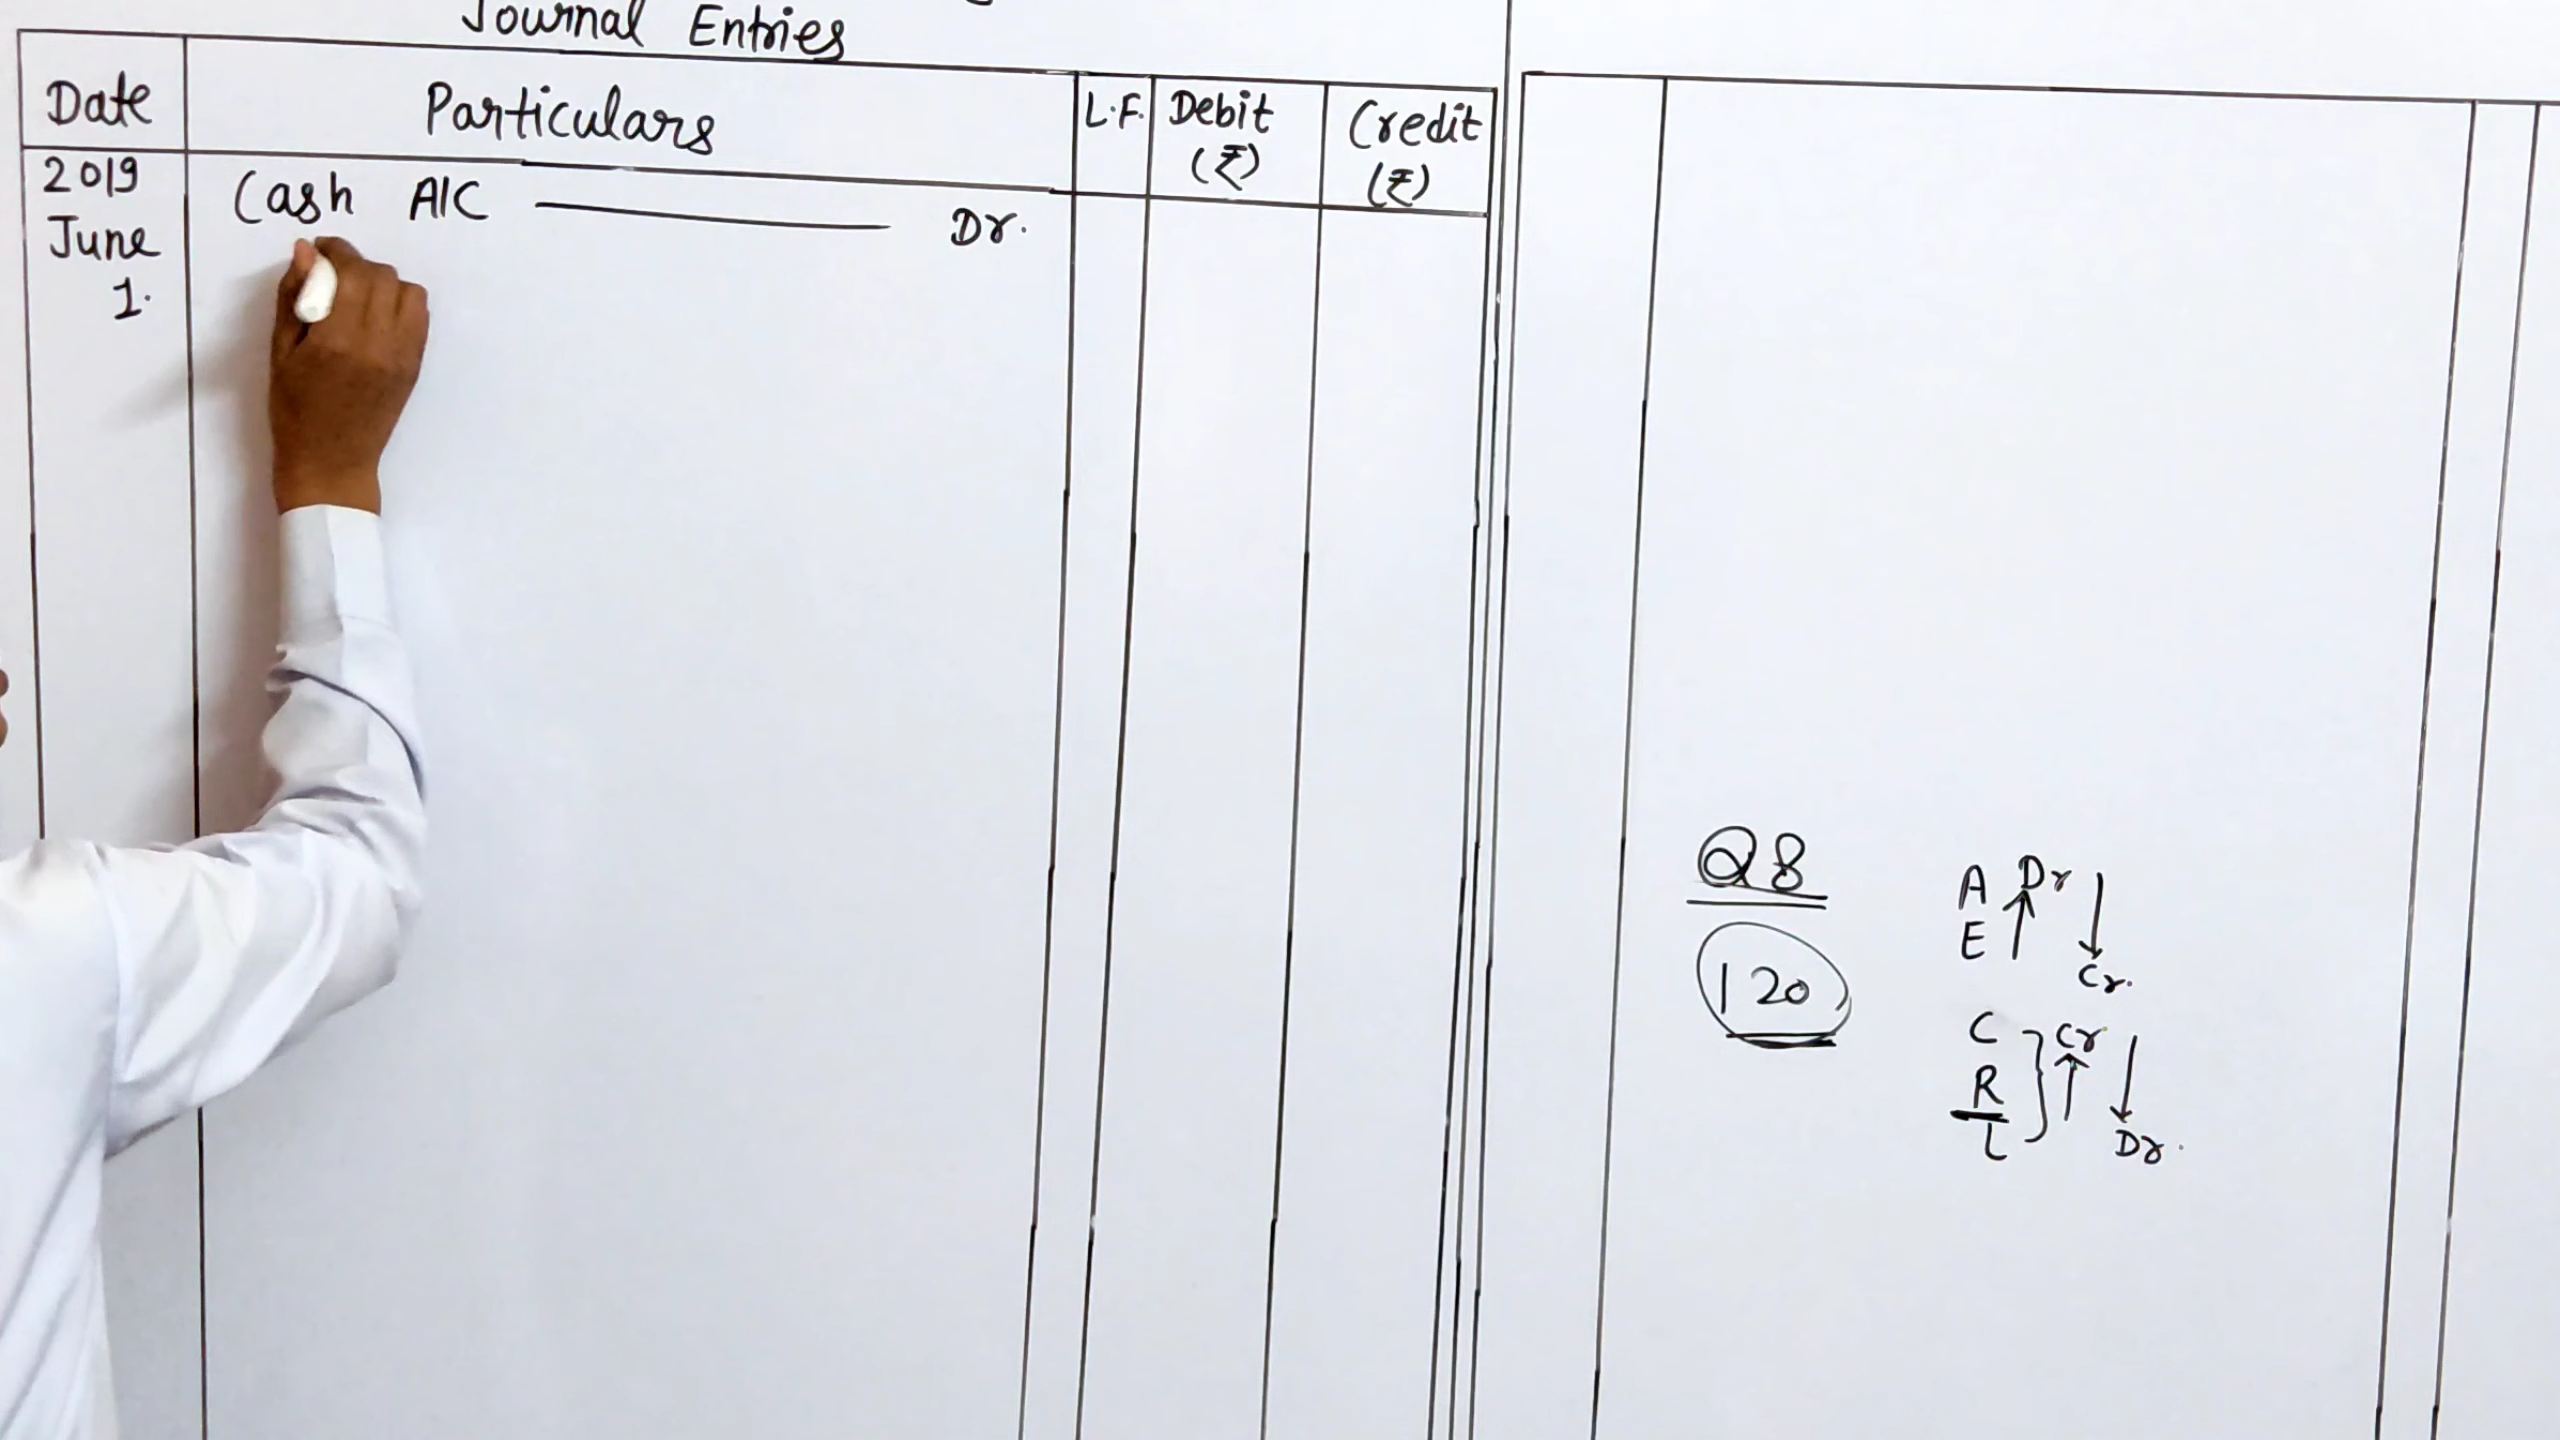 Journal Entries
Date Particulars L.F. Debit (₹) Credit (₹)
2019 Cash A/C Dr.
June
1.
Q8
120
A Dr
E
Cr.
C Cr
R
L
Dr.